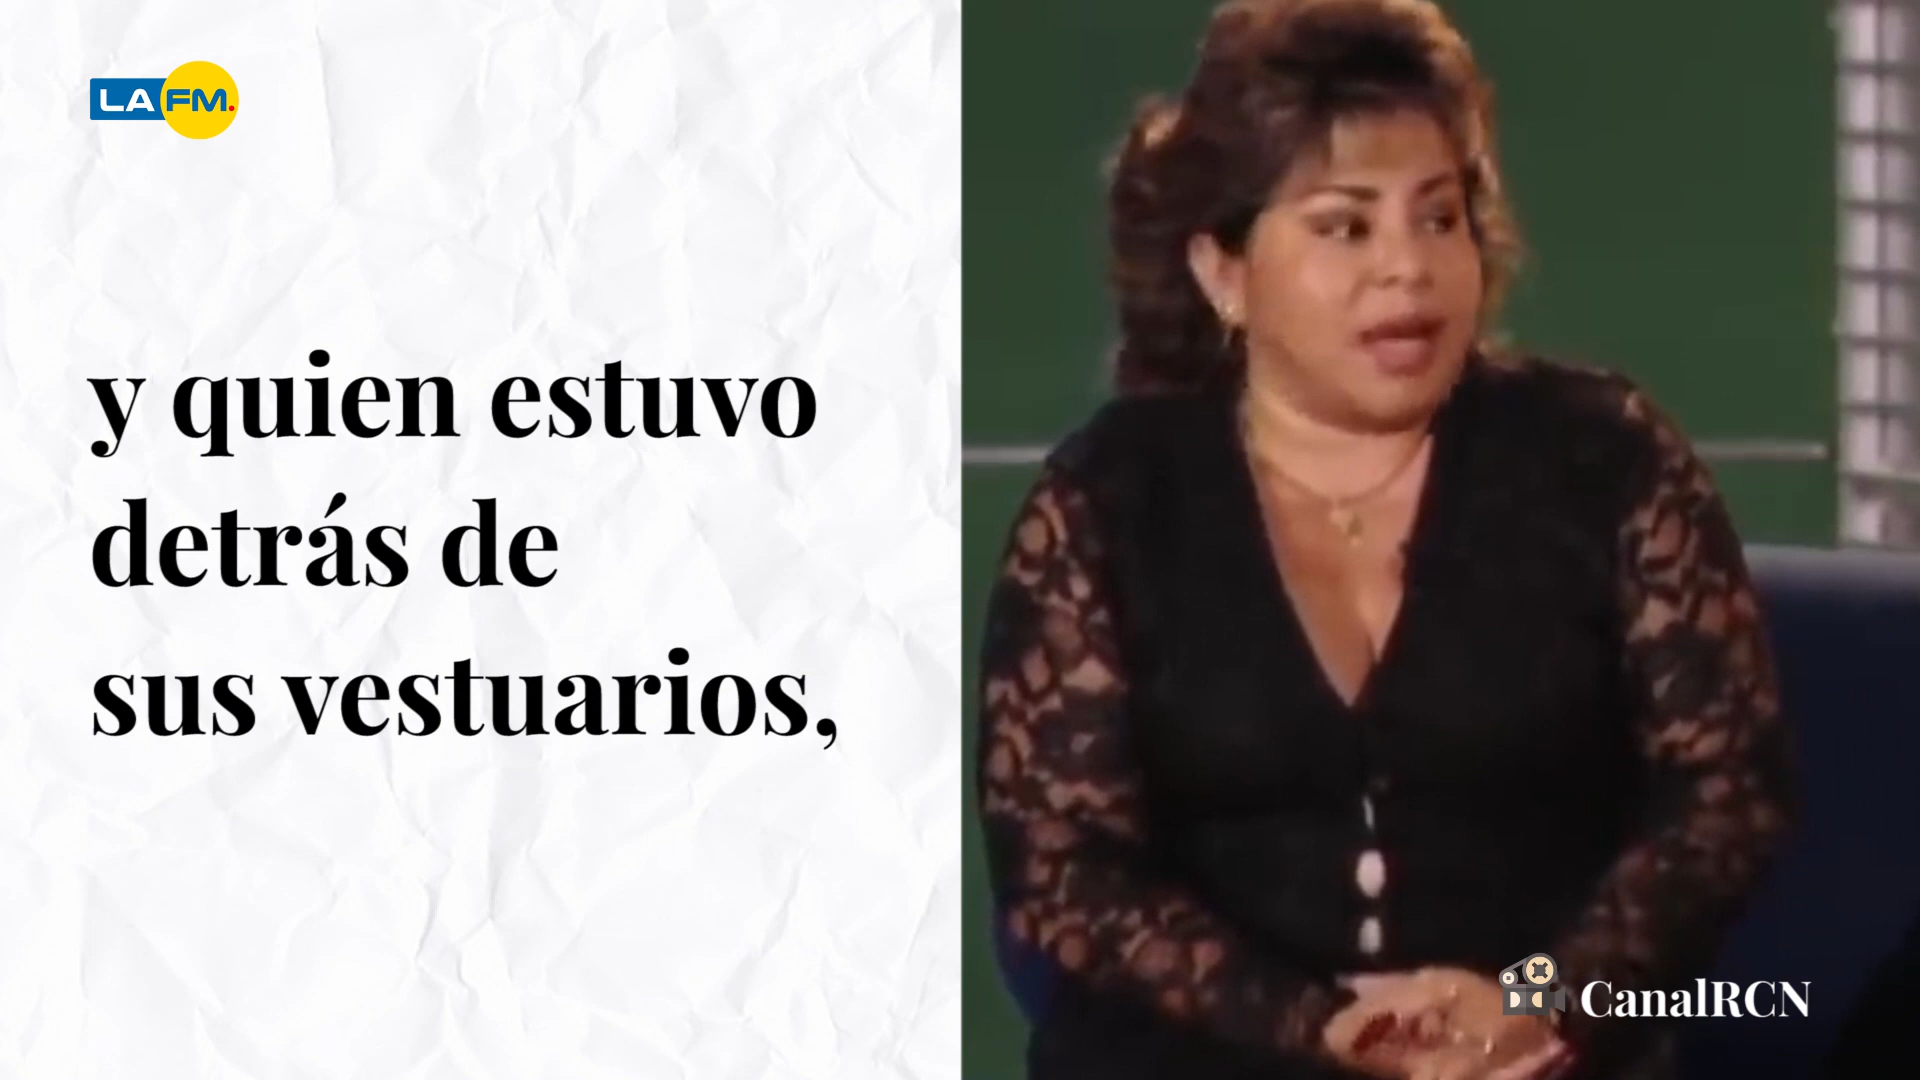 LA FM.
y quien estuvo
detrás de
sus vestuarios,
CanalRCN